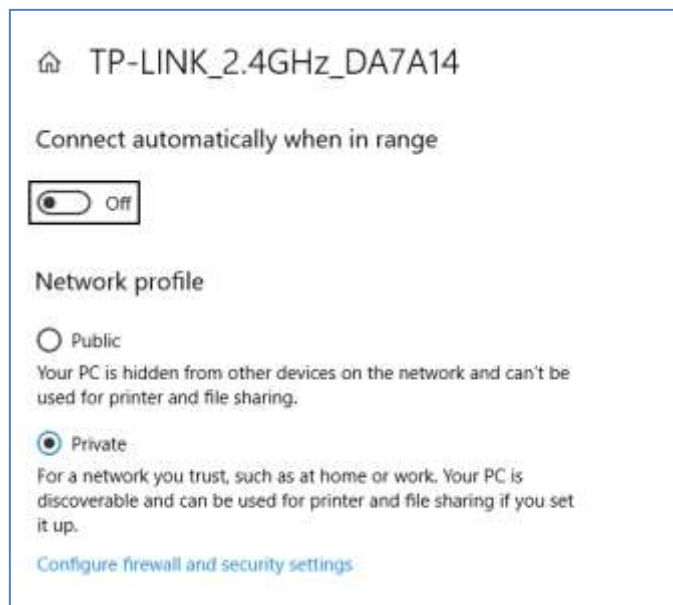 TP-LINK_2.4GHz_DA7A14
Connect automatically when in range
Off
Network profile
Public
Your PC is hidden from other devices on the network and can't be
used for printer and file sharing.
Private
For a network you trust, such as at home or work. Your PC is
discoverable and can be used for printer and file sharing if you set
it up.
Configure firewall and security settings